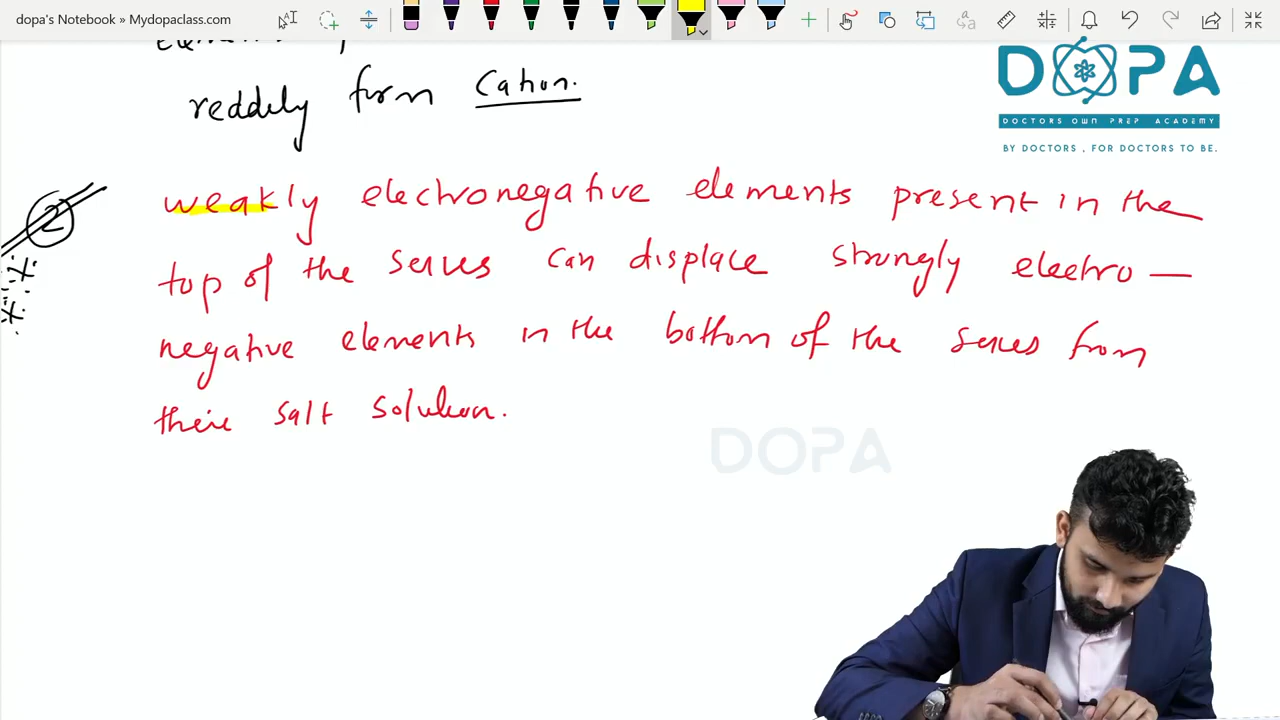 dopa's Notebook » Mydopaclass.com
reddily form Cation.
DOPA
DOCTORS OWN PREP ACADEMY
BY DOCTORS , FOR DOCTORS TO BE.
2 weakly electronegative elements present in the
top of the series can displace strongly electro —
negative elements in the bottom of the series from
their salt solution.
DOPA